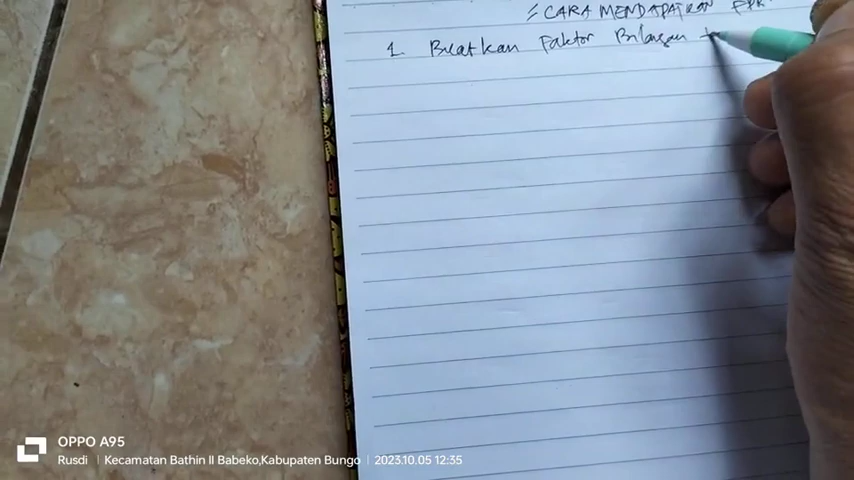 = CARA MENDAPATKAN FPK
1. Buatkan Faktor Bilangan
OPPO A95
Rusdi | Kecamatan Bathin II Babeko,Kabupaten Bungo | 2023.10.05 12:35